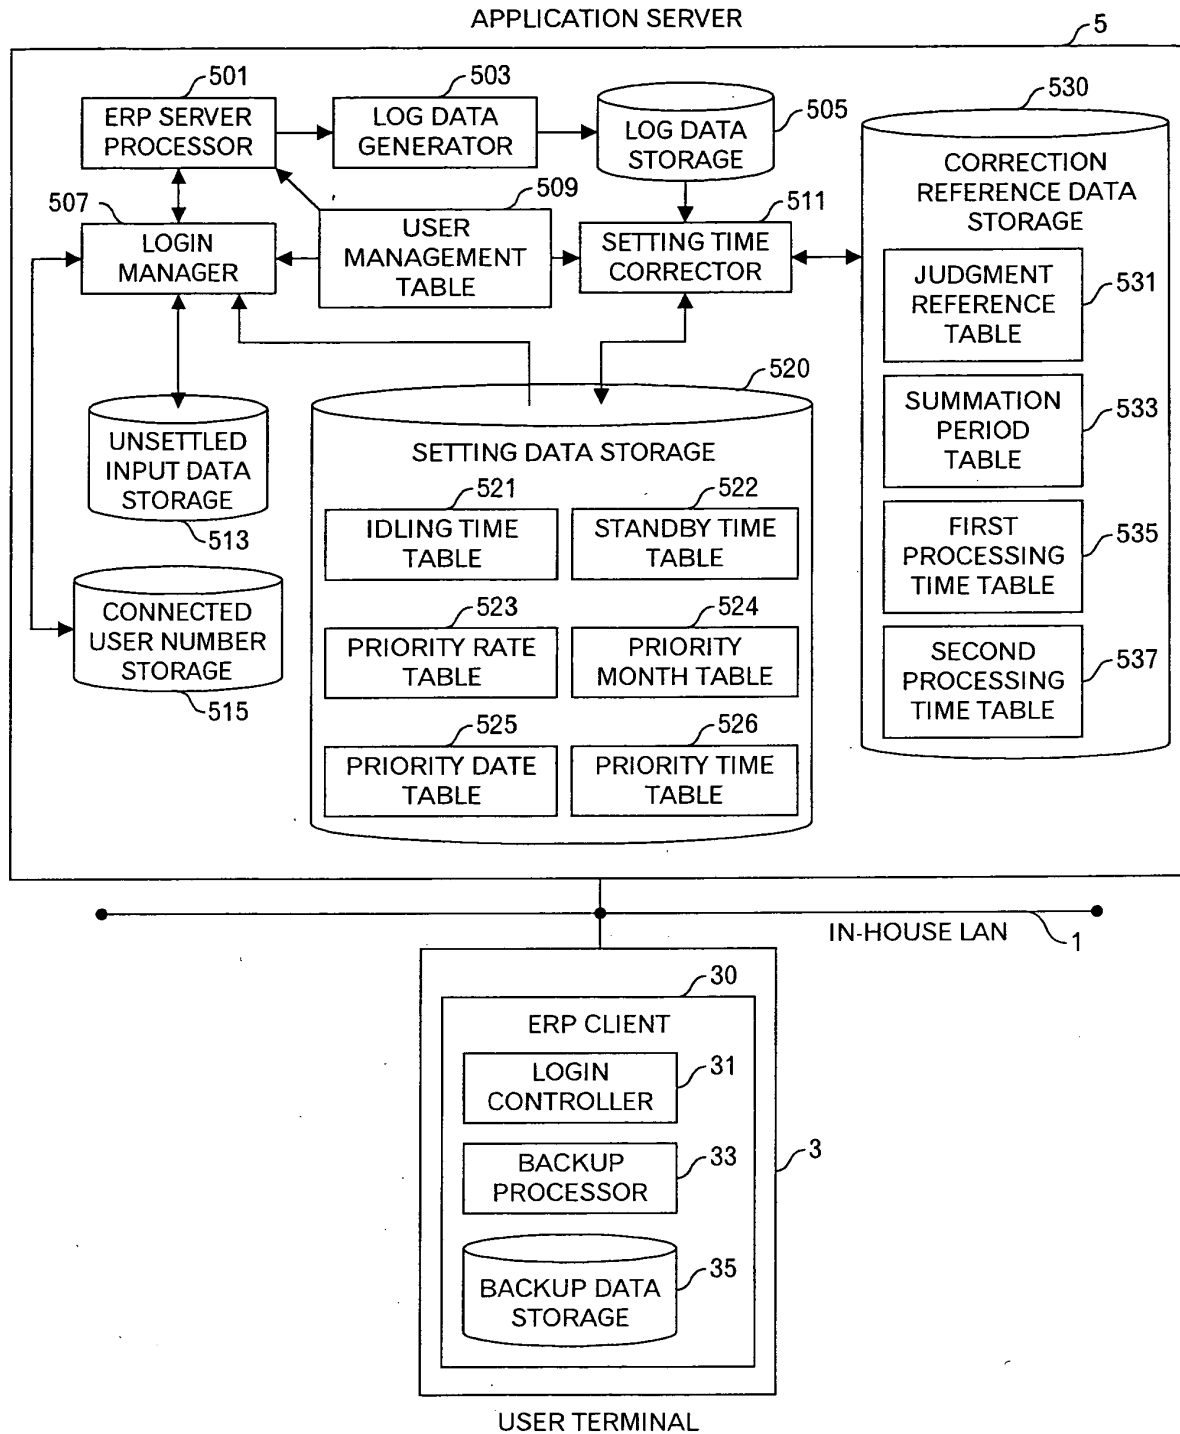 APPLICATION SERVER
5
501
ERP SERVER
PROCESSOR
503
LOG DATA
GENERATOR
505
LOG DATA
STORAGE
530
CORRECTION
REFERENCE DATA
STORAGE
507
LOGIN
MANAGER
509
USER
MANAGEMENT
TABLE
511
SETTING TIME
CORRECTOR
JUDGMENT
REFERENCE
TABLE
531
SUMMATION
PERIOD
TABLE
533
FIRST
PROCESSING
TIME TABLE
535
SECOND
PROCESSING
TIME TABLE
537
UNSETTLED
INPUT DATA
STORAGE
513
CONNECTED
USER NUMBER
STORAGE
515
520
SETTING DATA STORAGE
521
IDLING TIME
TABLE
522
STANDBY TIME
TABLE
523
PRIORITY RATE
TABLE
524
PRIORITY
MONTH TABLE
525
PRIORITY DATE
TABLE
526
PRIORITY TIME
TABLE
IN-HOUSE LAN
1
30
ERP CLIENT
LOGIN
CONTROLLER
31
BACKUP
PROCESSOR
33
3
BACKUP DATA
STORAGE
35
USER TERMINAL